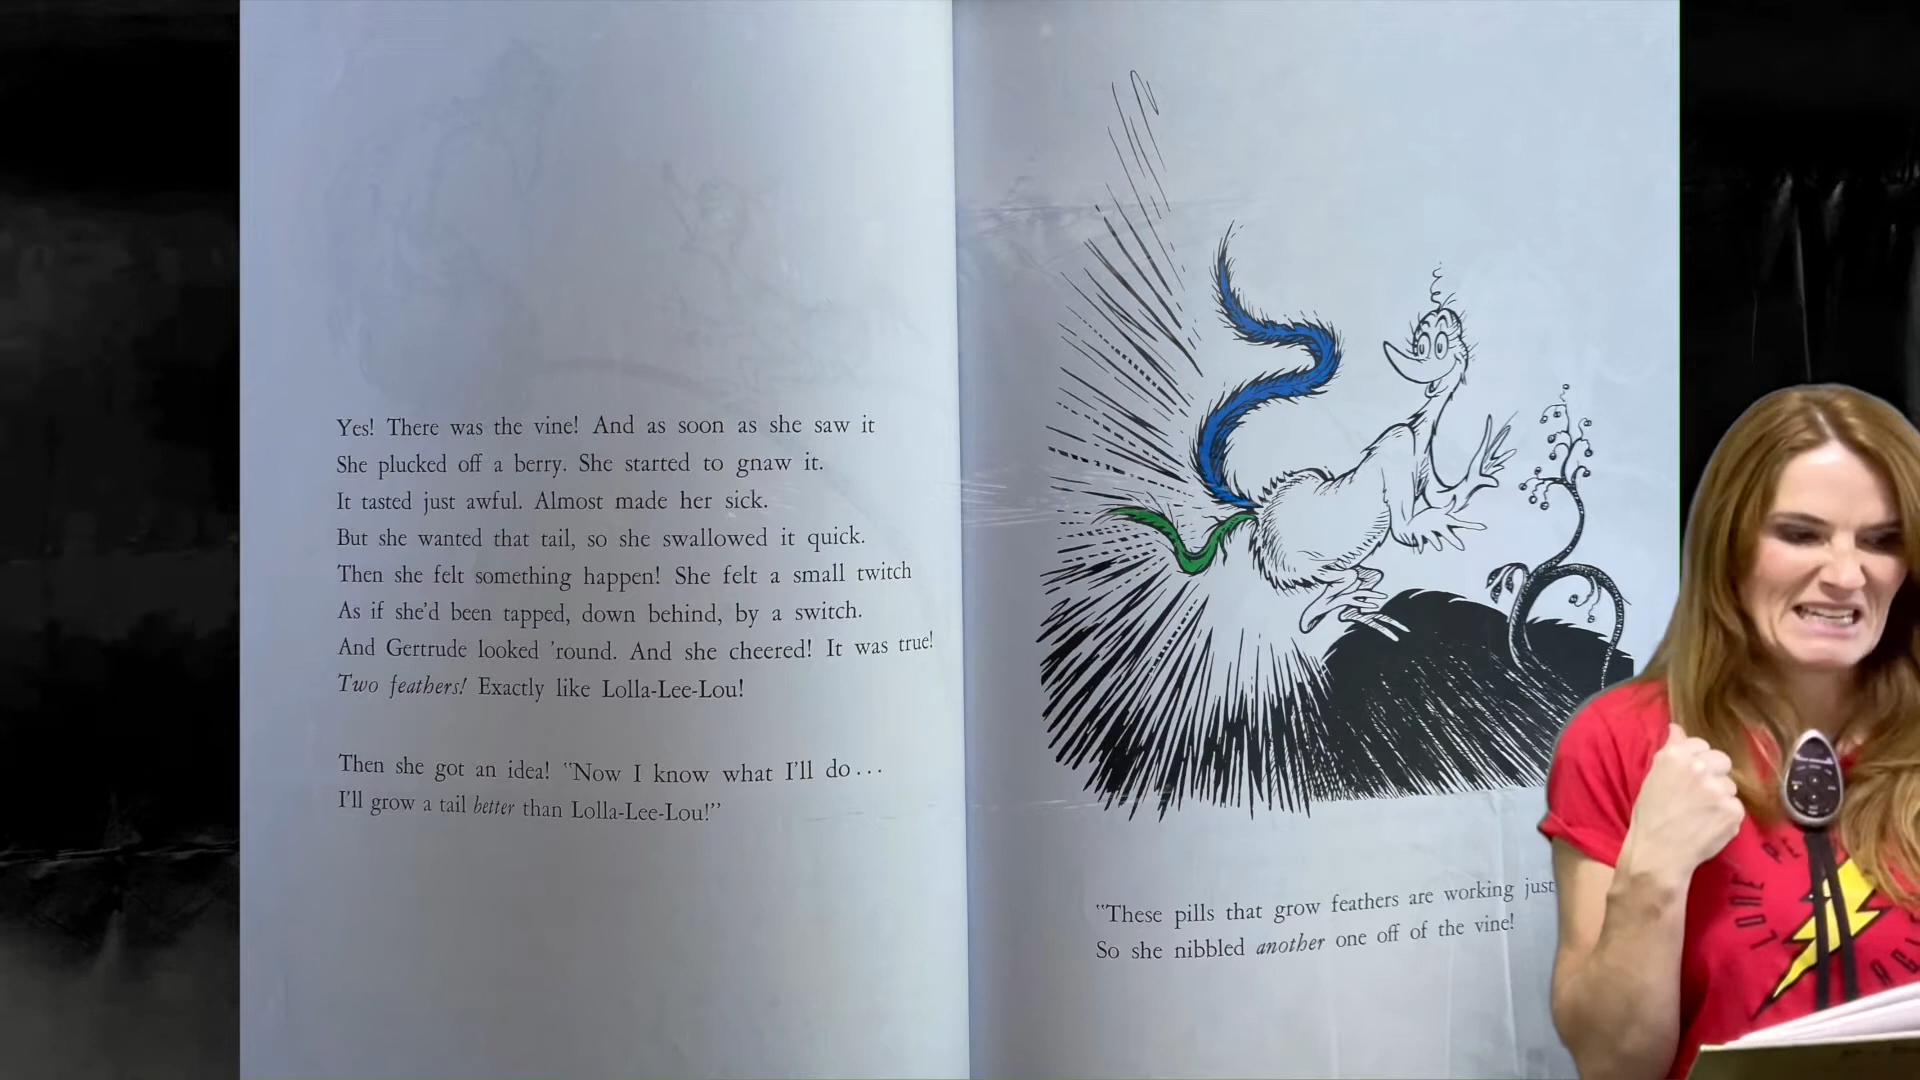 Yes! There was the vine! And as soon as she saw it
She plucked off a berry. She started to gnaw it.
It tasted just awful. Almost made her sick.
But she wanted that tail, so she swallowed it quick.
Then she felt something happen! She felt a small twitch
As if she'd been tapped, down behind, by a switch.
And Gertrude looked 'round. And she cheered! It was true!
Two feathers! Exactly like Lolla-Lee-Lou!
Then she got an idea! "Now I know what I'll do...
I'll grow a tail better than Lolla-Lee-Lou!"
"These pills that grow feathers are working just
So she nibbled another one off of the vine!
LONE PE